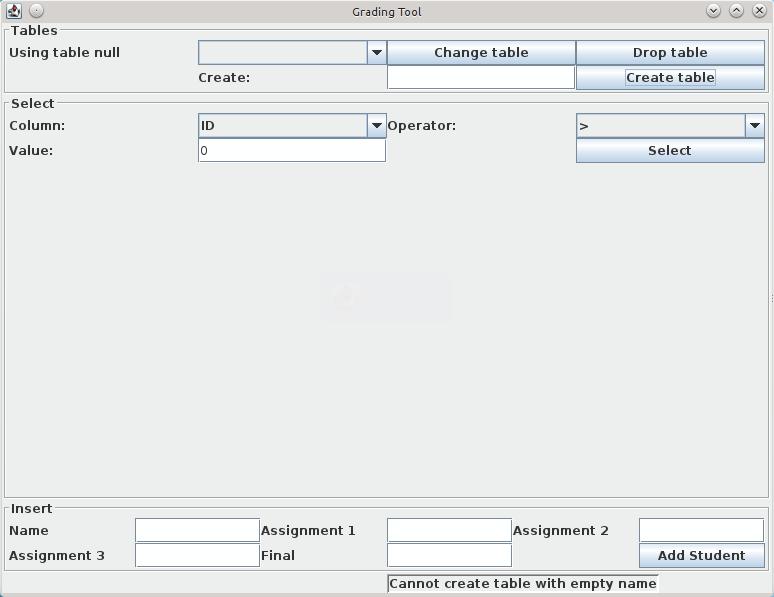 Grading Tool
Tables
Using table null Change table Drop table
Create: Create table
Select
Column: ID Operator: >
Value: 0 Select
Insert
Name Assignment 1 Assignment 2
Assignment 3 Final Add Student
Cannot create table with empty name